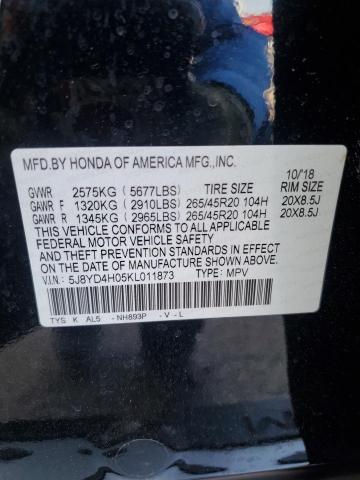 MFD.BY HONDA OF AMERICA MFG.,INC.
10/'18
GVWR 2575KG (5677LBS) TIRE SIZE RIM SIZE
GAWR F 1320KG (2910LBS) 265/45R20 104H 20X8.5J
GAWR R 1345KG (2965LBS) 265/45R20 104H 20X8.5J
THIS VEHICLE CONFORMS TO ALL APPLICABLE
FEDERAL MOTOR VEHICLE SAFETY AND
THEFT PREVENTION STANDARDS IN EFFECT ON
THE DATE OF MANUFACTURE SHOWN ABOVE.
V.I.N: 5J8YD4H05KL011873 TYPE: MPV
TYS K AL5 - NH893P - V - L